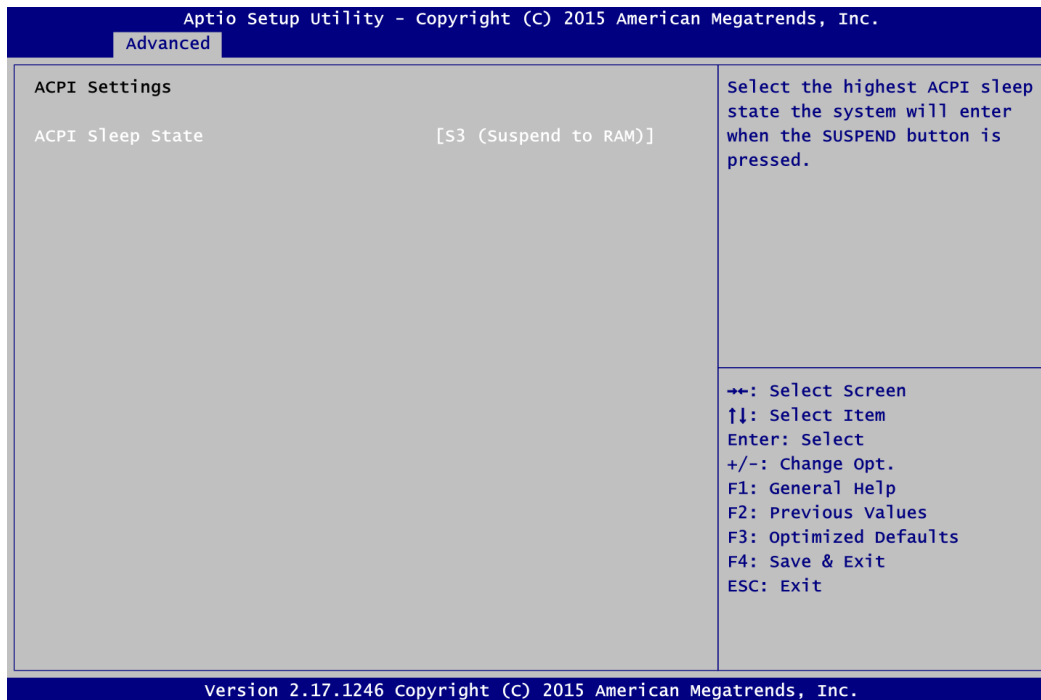 Aptio Setup Utility – Copyright (C) 2015 American Megatrends, Inc.
Advanced
ACPI Settings
ACPI Sleep State [S3 (Suspend to RAM)]
Select the highest ACPI sleep
state the system will enter
when the SUSPEND button is
pressed.
→←: Select Screen
↑↓: Select Item
Enter: Select
+/-: Change Opt.
F1: General Help
F2: Previous Values
F3: Optimized Defaults
F4: Save & Exit
ESC: Exit
Version 2.17.1246 Copyright (C) 2015 American Megatrends, Inc.